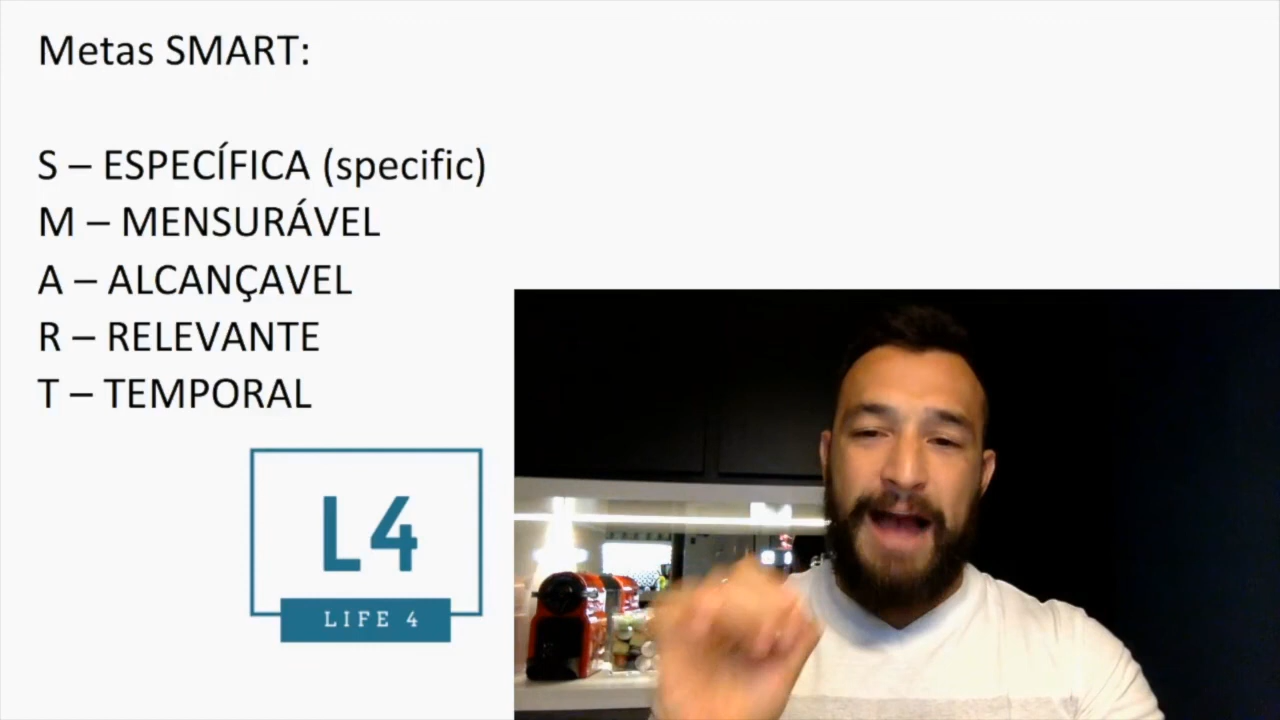 Metas SMART:
S – ESPECÍFICA (specific)
M – MENSURÁVEL
A – ALCANÇAVEL
R – RELEVANTE
T – TEMPORAL
L4
LIFE 4